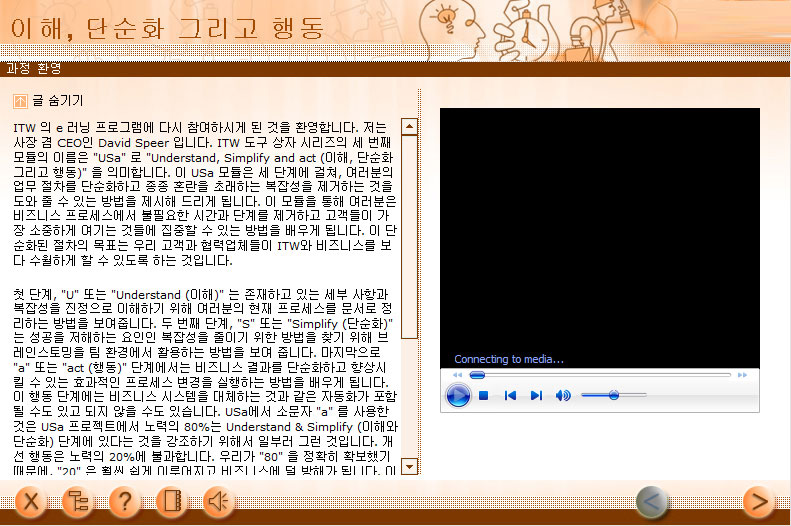 이해, 단순화 그리고 행동
과정 환영
글 숨기기
ITW 의 e 러닝 프로그램에 다시 참여하시게 된 것을 환영합니다. 저는
사장 겸 CEO인 David Speer 입니다. ITW 도구 상자 시리즈의 세 번째
모듈의 이름은 "USa" 로 "Understand, Simplify and act (이해, 단순화
그리고 행동)" 을 의미합니다. 이 USa 모듈은 세 단계에 걸쳐, 여러분의
업무 절차를 단순화하고 종종 혼란을 초래하는 복잡성을 제거하는 것을
도와 줄 수 있는 방법을 제시해 드리게 됩니다. 이 모듈을 통해 여러분은
비즈니스 프로세스에서 불필요한 시간과 단계를 제거하고 고객들이 가
장 소중하게 여기는 것들에 집중할 수 있는 방법을 배우게 됩니다. 이 단
순화된 절차의 목표는 우리 고객과 협력업체들이 ITW와 비즈니스를 보
다 수월하게 할 수 있도록 하는 것입니다.
첫 단계, "U" 또는 "Understand (이해)" 는 존재하고 있는 세부 사항과
복잡성을 진정으로 이해하기 위해 여러분의 현재 프로세스를 문서로 정
리하는 방법을 보여줍니다. 두 번째 단계, "S" 또는 "Simplify (단순화)"
는 성공을 저해하는 요인인 복잡성을 줄이기 위한 방법을 찾기 위해 브
레인스토밍을 팀 환경에서 활용하는 방법을 보여 줍니다. 마지막으로
"a" 또는 "act (행동)" 단계에서는 비즈니스 결과를 단순화하고 향상시
킬 수 있는 효과적인 프로세스 변경을 실행하는 방법을 배우게 됩니다.
이 행동 단계에는 비즈니스 시스템을 대체하는 것과 같은 자동화가 포함
될 수도 있고 되지 않을 수도 있습니다. USa에서 소문자 "a" 를 사용한
것은 USa 프로젝트에서 노력의 80%는 Understand & Simplify (이해와
단순화) 단계에 있다는 것을 강조하기 위해서 일부러 그런 것입니다. 개
선 행동은 노력의 20%에 불과합니다. 우리가 "80" 을 정확히 확보했기
때문에, "20" 은 훨씬 쉽게 이루어지고 비즈니스에 덜 방해가 됩니다. 이
Connecting to media...